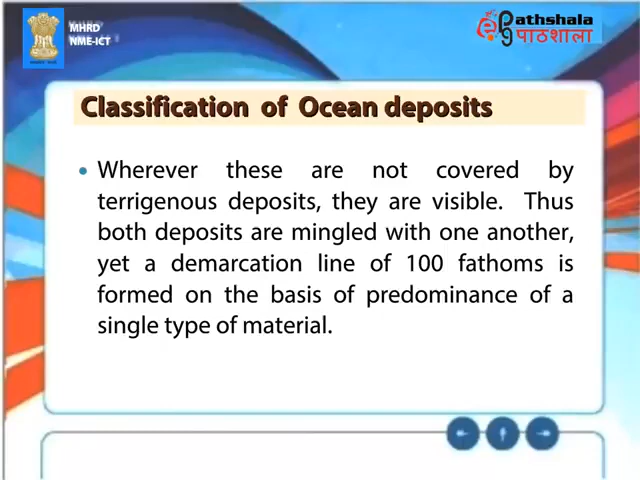 MHRD
NME-ICT
e Pathshala
पाठशाला
Classification of Ocean deposits
Wherever these are not covered by
terrigenous deposits, they are visible. Thus
both deposits are mingled with one another,
yet a demarcation line of 100 fathoms is
formed on the basis of predominance of a
single type of material.